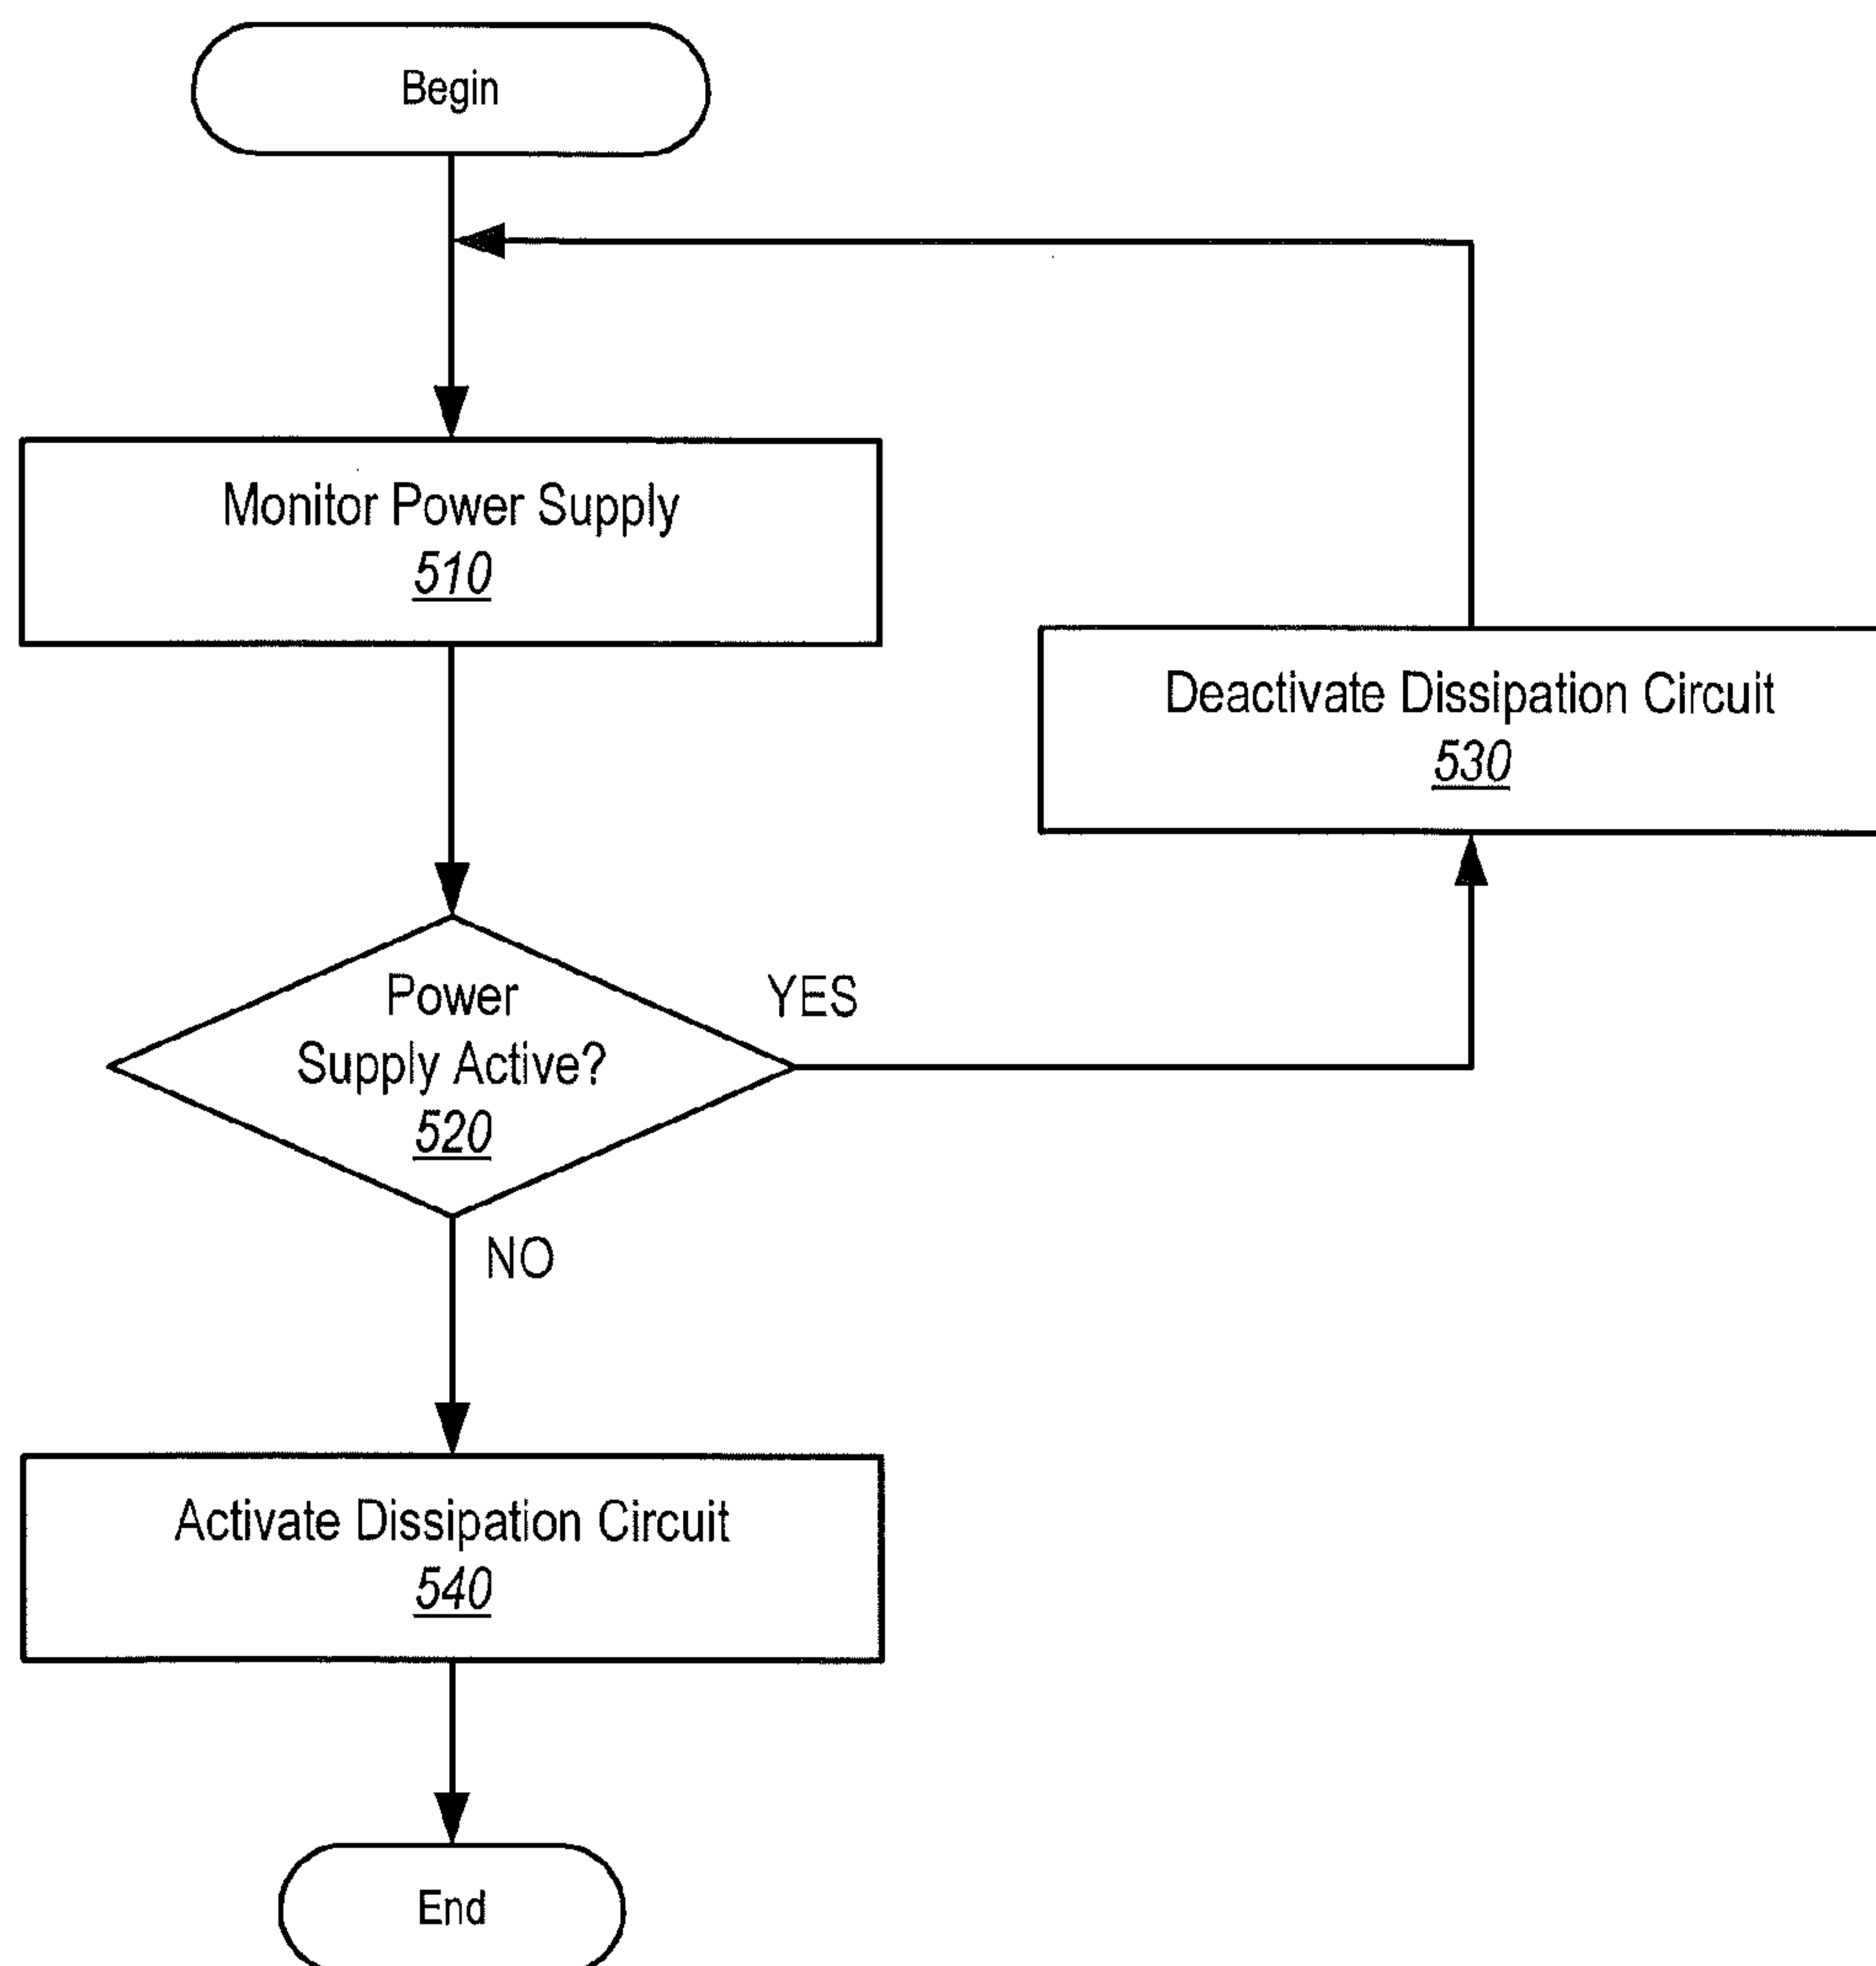 Begin
Monitor Power Supply
510
Deactivate Dissipation Circuit
530
Power
Supply Active?
520
YES
NO
Activate Dissipation Circuit
540
End